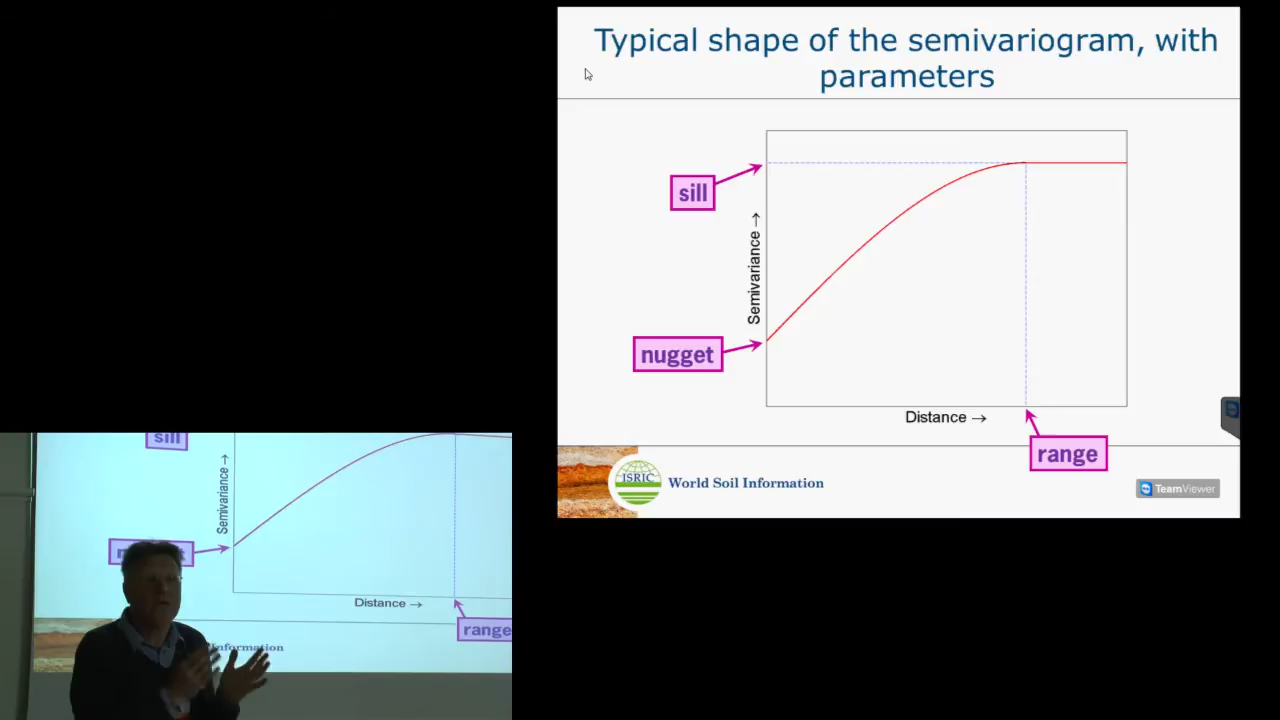 Typical shape of the semivariogram, with
parameters
sill
Semivariance →
nugget
Distance →
range
ISRIC
World Soil Information
TeamViewer
sill
Semivariance →
Distance →
range
Information